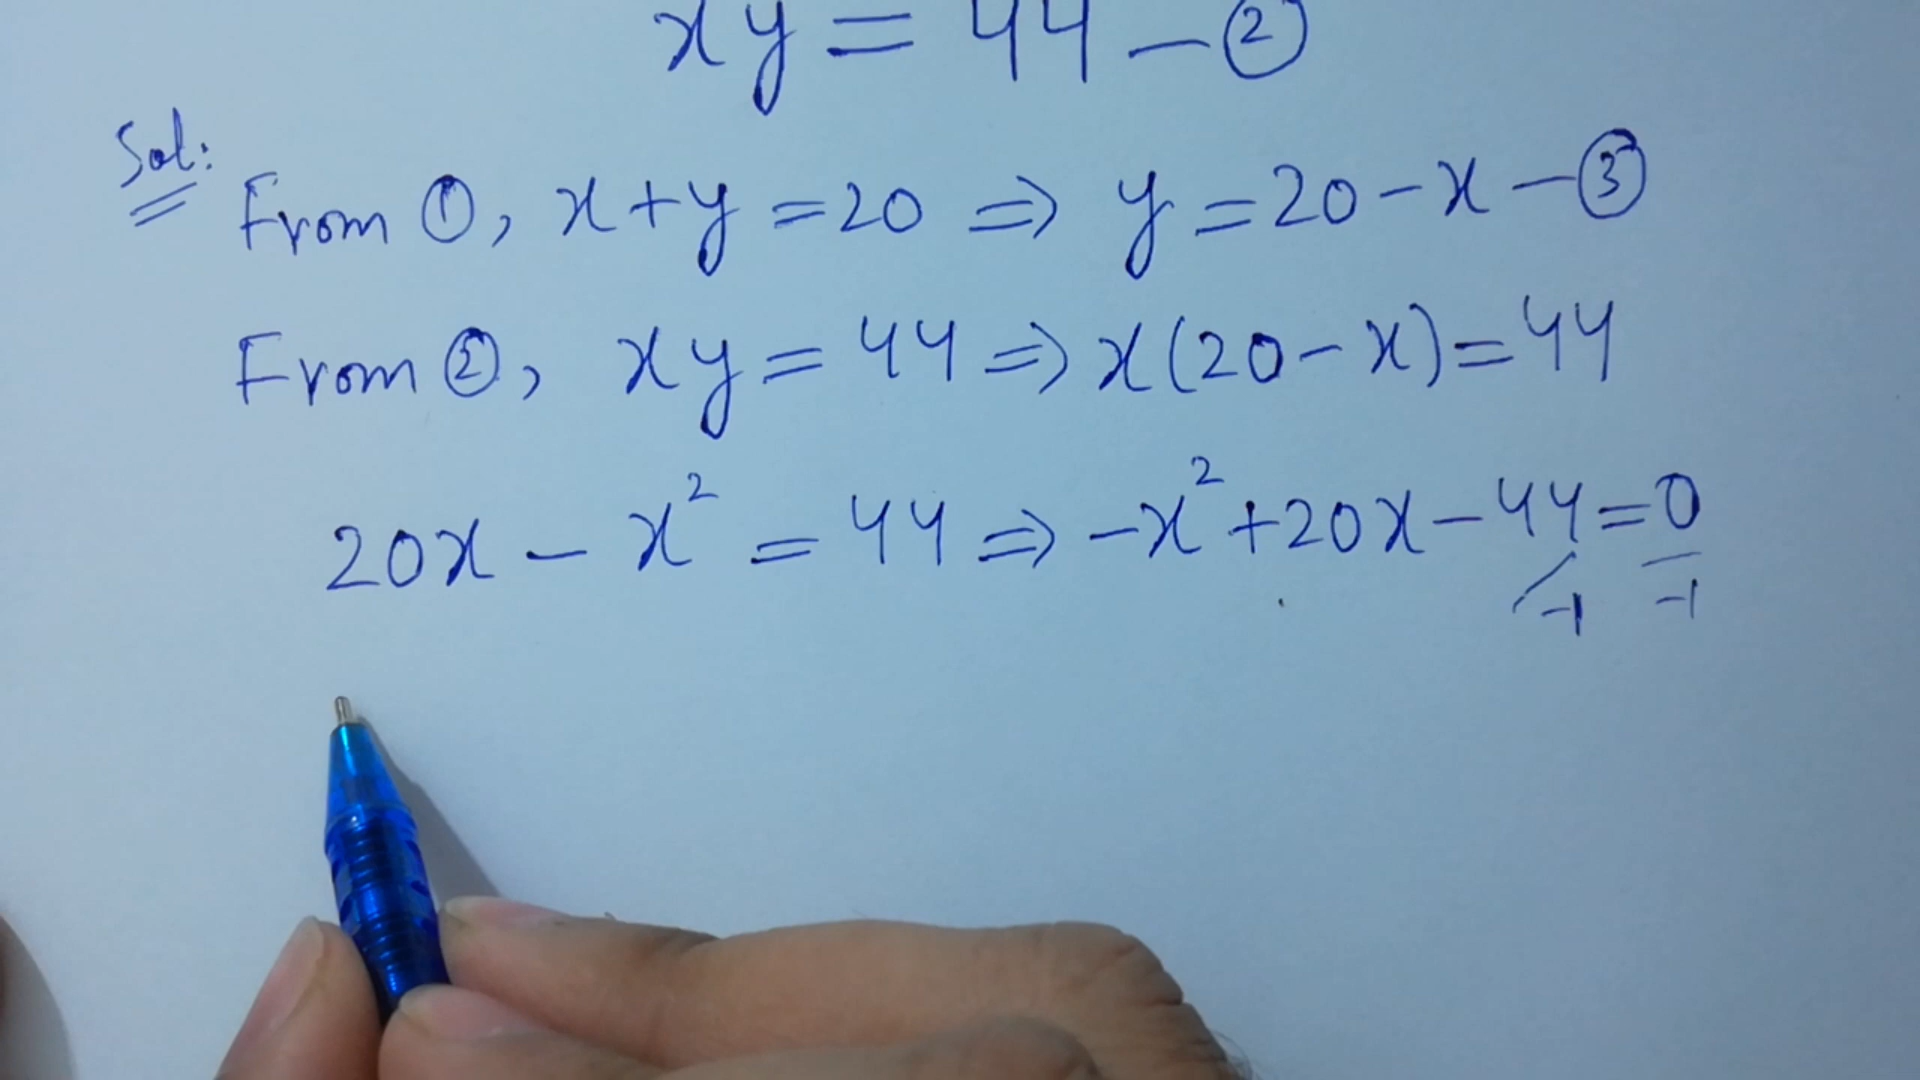 xy = 44 - ②
Sol:
From ①, x + y = 20 ⇒ y = 20 - x - ③
From ②, xy = 44 ⇒ x(20 - x) = 44
20x - x² = 44 ⇒ -x² + 20x - 44 = 0
-1 -1